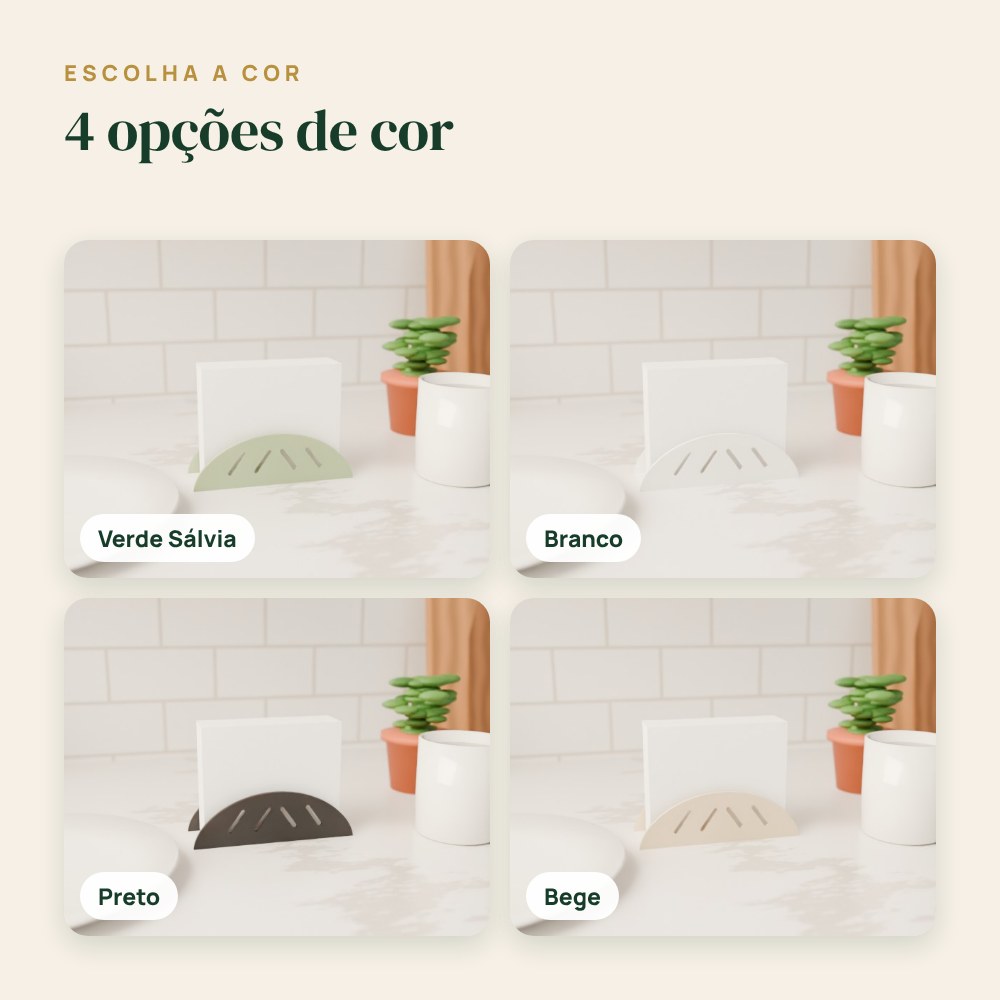 ESCOLHA A COR
4 opções de cor
Verde Sálvia
Branco
Preto
Bege